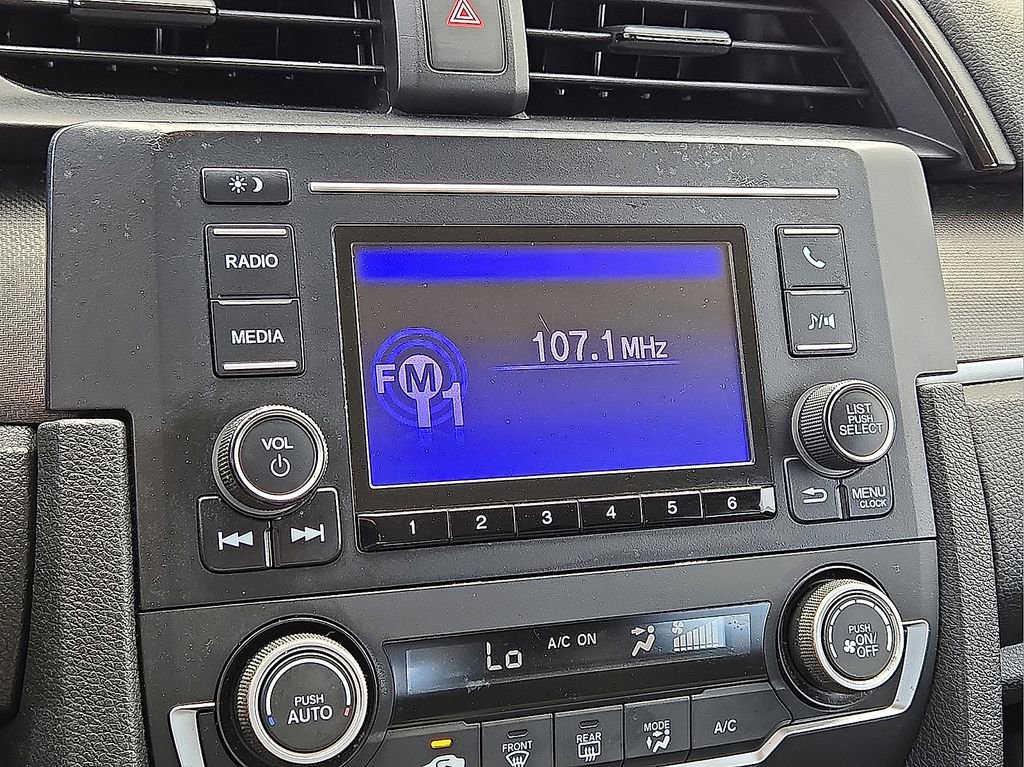 RADIO
MEDIA
107.1 MHz
FM
1
VOL
LIST
PUSH
SELECT
MENU
CLOCK
1 2 3 4 5 6
Lo
A/C ON
PUSH
AUTO
PUSH
ON/
OFF
FRONT
REAR
MODE
A/C